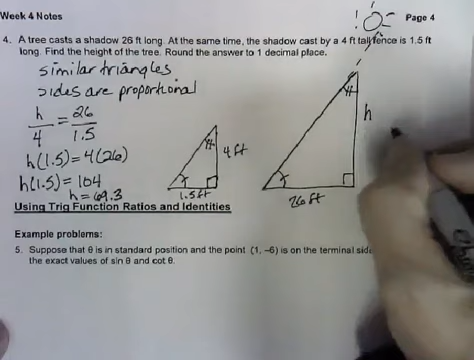 Week 4 Notes
Page 4
4. A tree casts a shadow 26 ft long. At the same time, the shadow cast by a 4 ft tall fence is 1.5 ft
long. Find the height of the tree. Round the answer to 1 decimal place.
similar triangles
sides are proportional
h/4 = 26/1.5
h(1.5) = 4(26)
h(1.5) = 104
h = 69.3
4 ft
1.5 ft
h
26 ft
Using Trig Function Ratios and Identities
Example problems:
5. Suppose that θ is in standard position and the point (1, –6) is on the terminal side
the exact values of sin θ and cot θ.